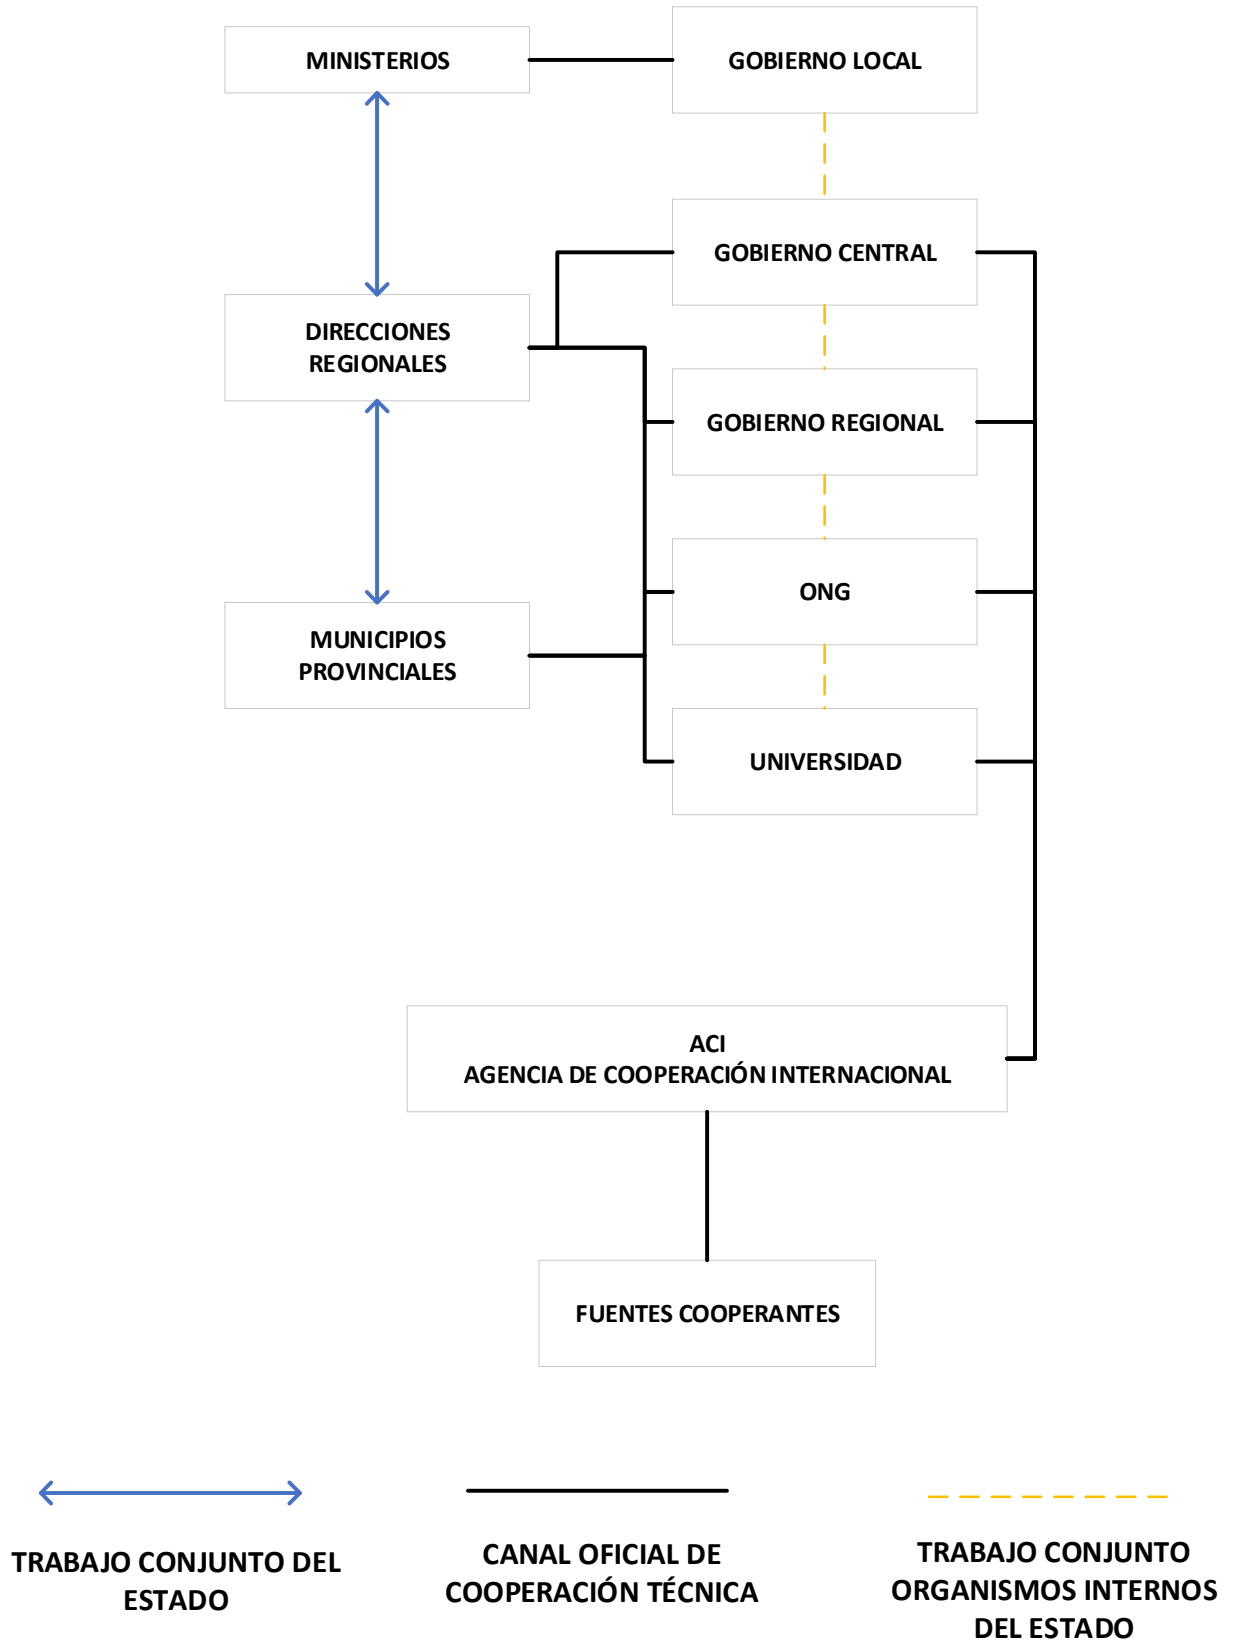 MINISTERIOS
GOBIERNO LOCAL
GOBIERNO CENTRAL
DIRECCIONES
REGIONALES
GOBIERNO REGIONAL
ONG
MUNICIPIOS
PROVINCIALES
UNIVERSIDAD
ACI
AGENCIA DE COOPERACIÓN INTERNACIONAL
FUENTES COOPERANTES
TRABAJO CONJUNTO DEL
ESTADO
CANAL OFICIAL DE
COOPERACIÓN TÉCNICA
TRABAJO CONJUNTO
ORGANISMOS INTERNOS
DEL ESTADO